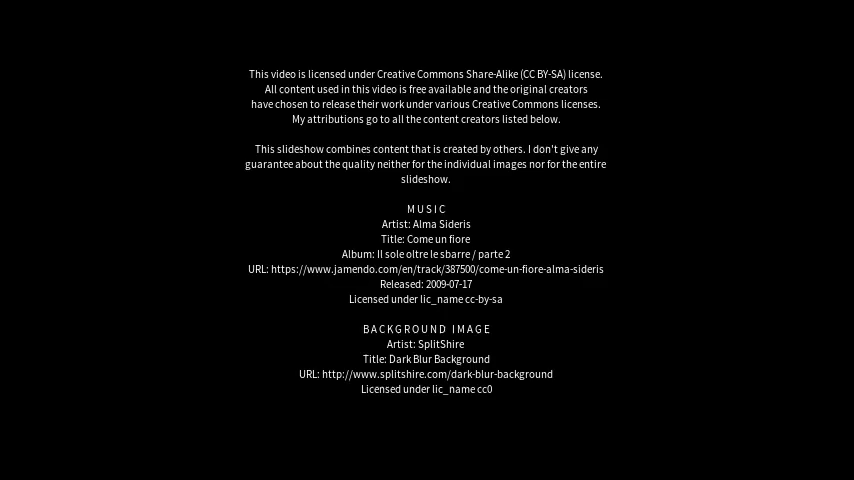 This video is licensed under Creative Commons Share-Alike (CC BY-SA) license.
All content used in this video is free available and the original creators
have chosen to release their work under various Creative Commons licenses.
My attributions go to all the content creators listed below.
This slideshow combines content that is created by others. I don't give any
guarantee about the quality neither for the individual images nor for the entire
slideshow.
MUSIC
Artist: Alma Sideris
Title: Come un fiore
Album: Il sole oltre le sbarre / parte 2
URL: https://www.jamendo.com/en/track/387500/come-un-fiore-alma-sideris
Released: 2009-07-17
Licensed under lic_name cc-by-sa
BACKGROUND IMAGE
Artist: SplitShire
Title: Dark Blur Background
URL: http://www.splitshire.com/dark-blur-background
Licensed under lic_name cc0